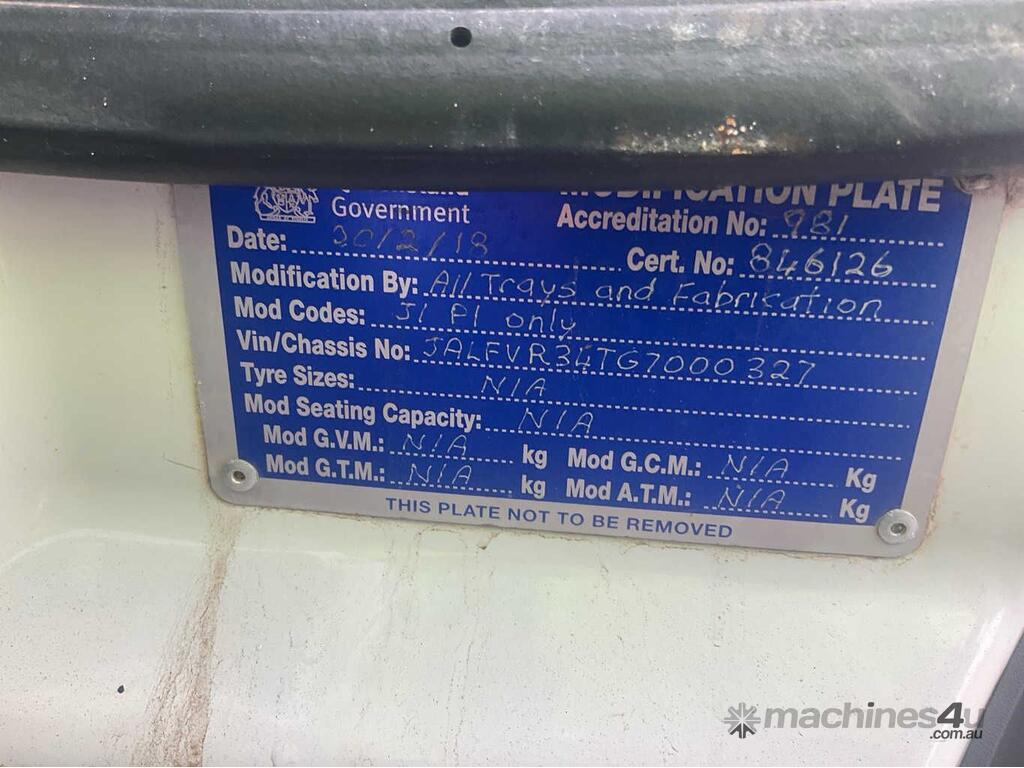 MODIFICATION PLATE
Government
Accreditation No: 981
Date: 20/2/18
Cert. No: 846126
Modification By: All Trays and Fabrication
Mod Codes: J1 P1 only
Vin/Chassis No: JALFVR34TG7000327
Tyre Sizes: N/A
Mod Seating Capacity: N/A
Mod G.V.M.: N/A kg Mod G.C.M.: N/A Kg
Mod G.T.M.: N/A kg Mod A.T.M.: N/A Kg
THIS PLATE NOT TO BE REMOVED
machines4u
.com.au